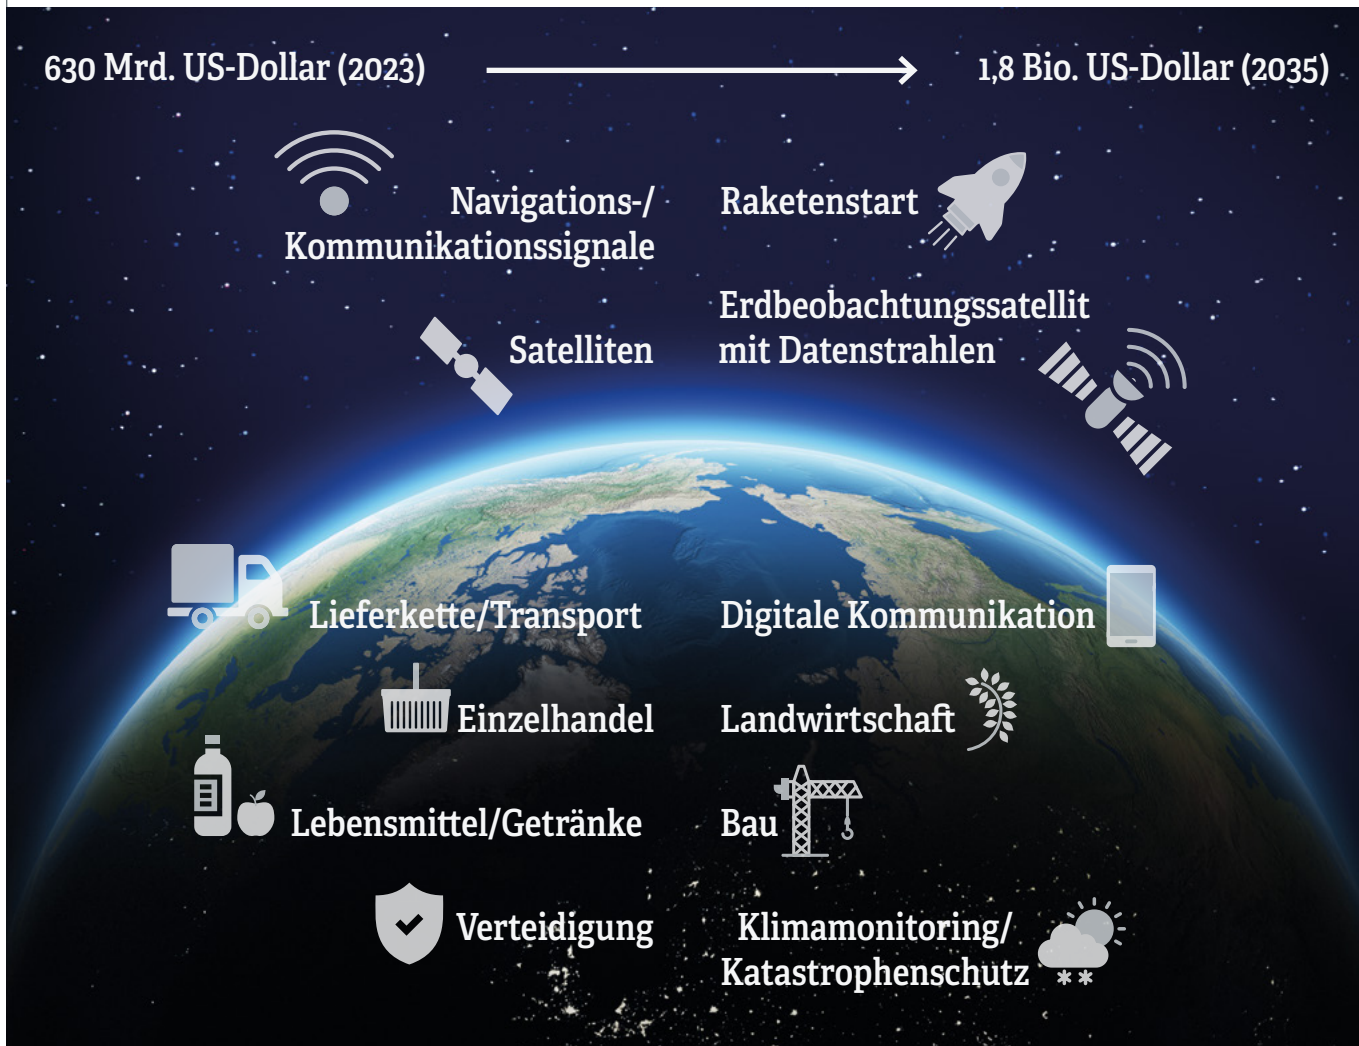 630 Mrd. US-Dollar (2023)
1,8 Bio. US-Dollar (2035)
Navigations-/
Kommunikationssignale
Raketenstart
Satelliten
Erdbeobachtungssatellit
mit Datenstrahlen
Lieferkette/Transport
Digitale Kommunikation
Einzelhandel
Landwirtschaft
Lebensmittel/Getränke
Bau
Verteidigung
Klimamonitoring/
Katastrophenschutz